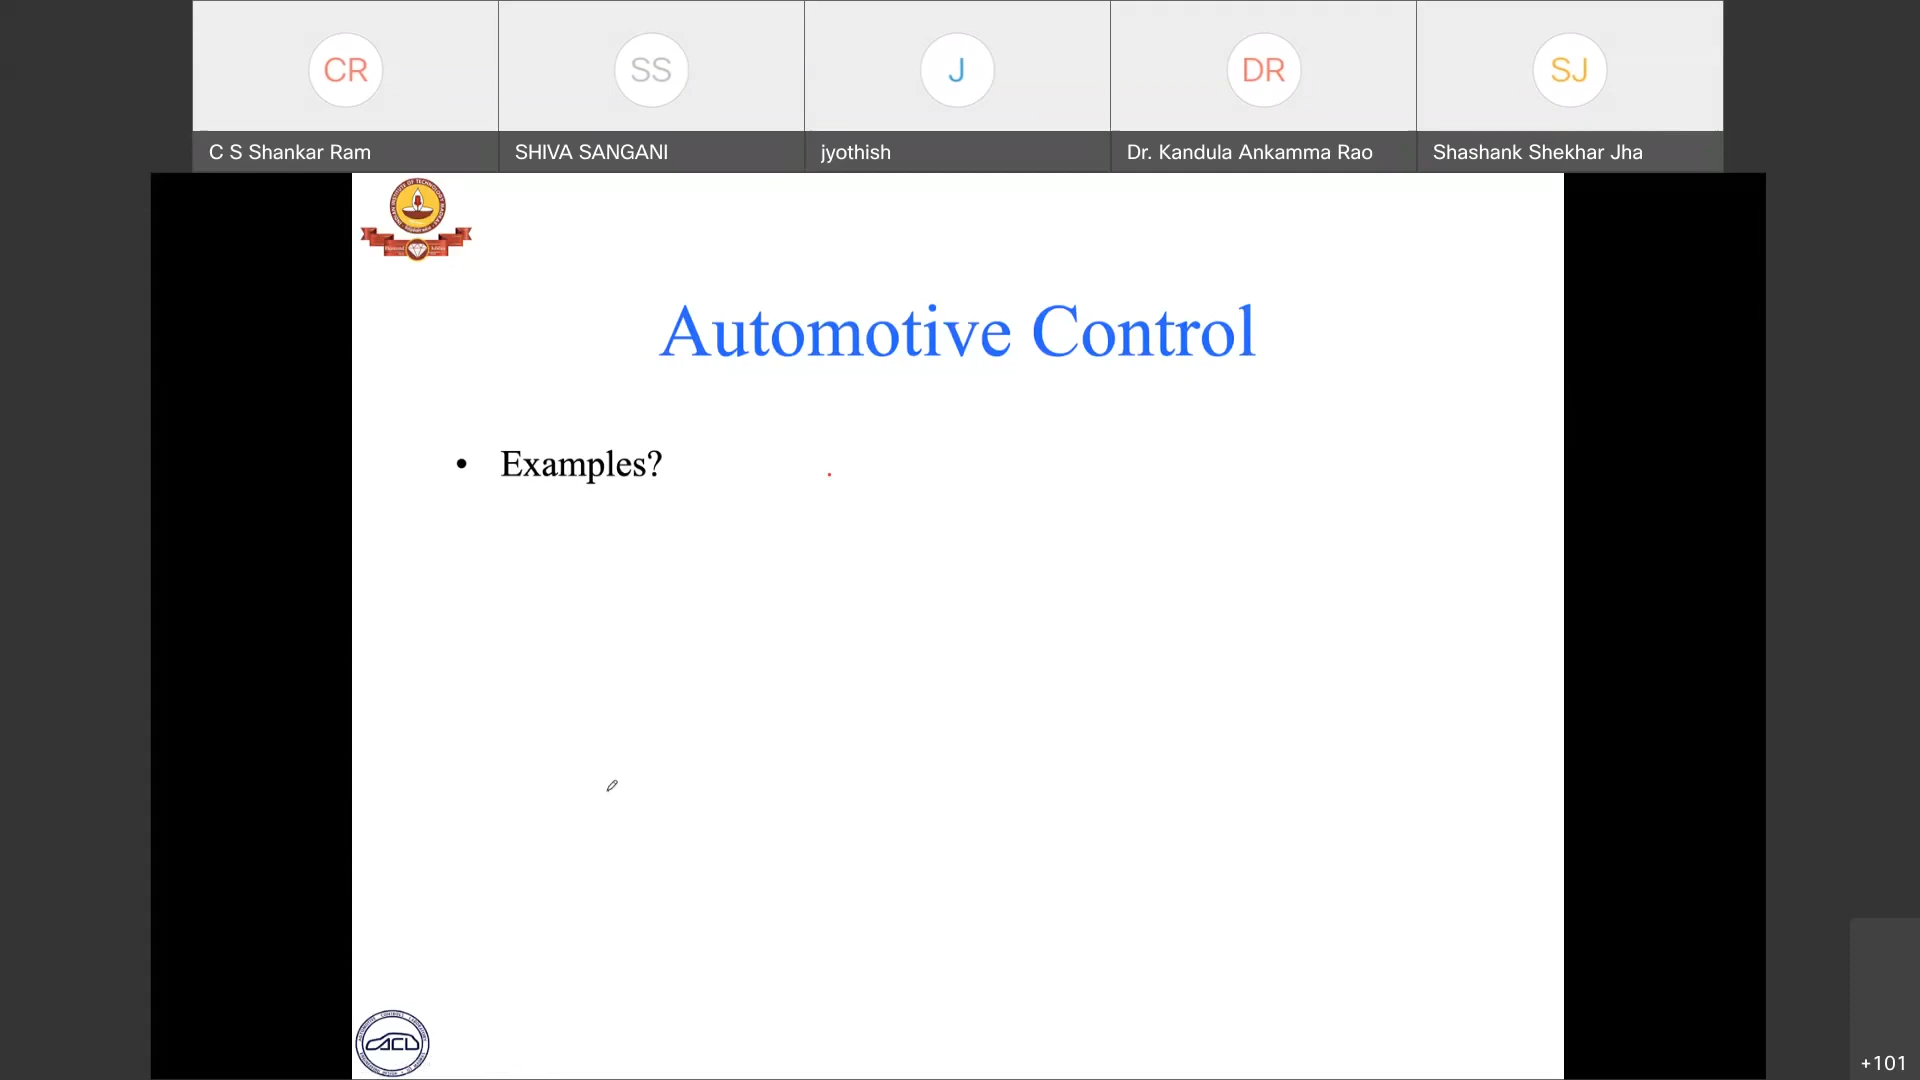 CR
SS
J
DR
SJ
C S Shankar Ram
SHIVA SANGANI
jyothish
Dr. Kandula Ankamma Rao
Shashank Shekhar Jha
Automotive Control
• Examples?
ACL
+101